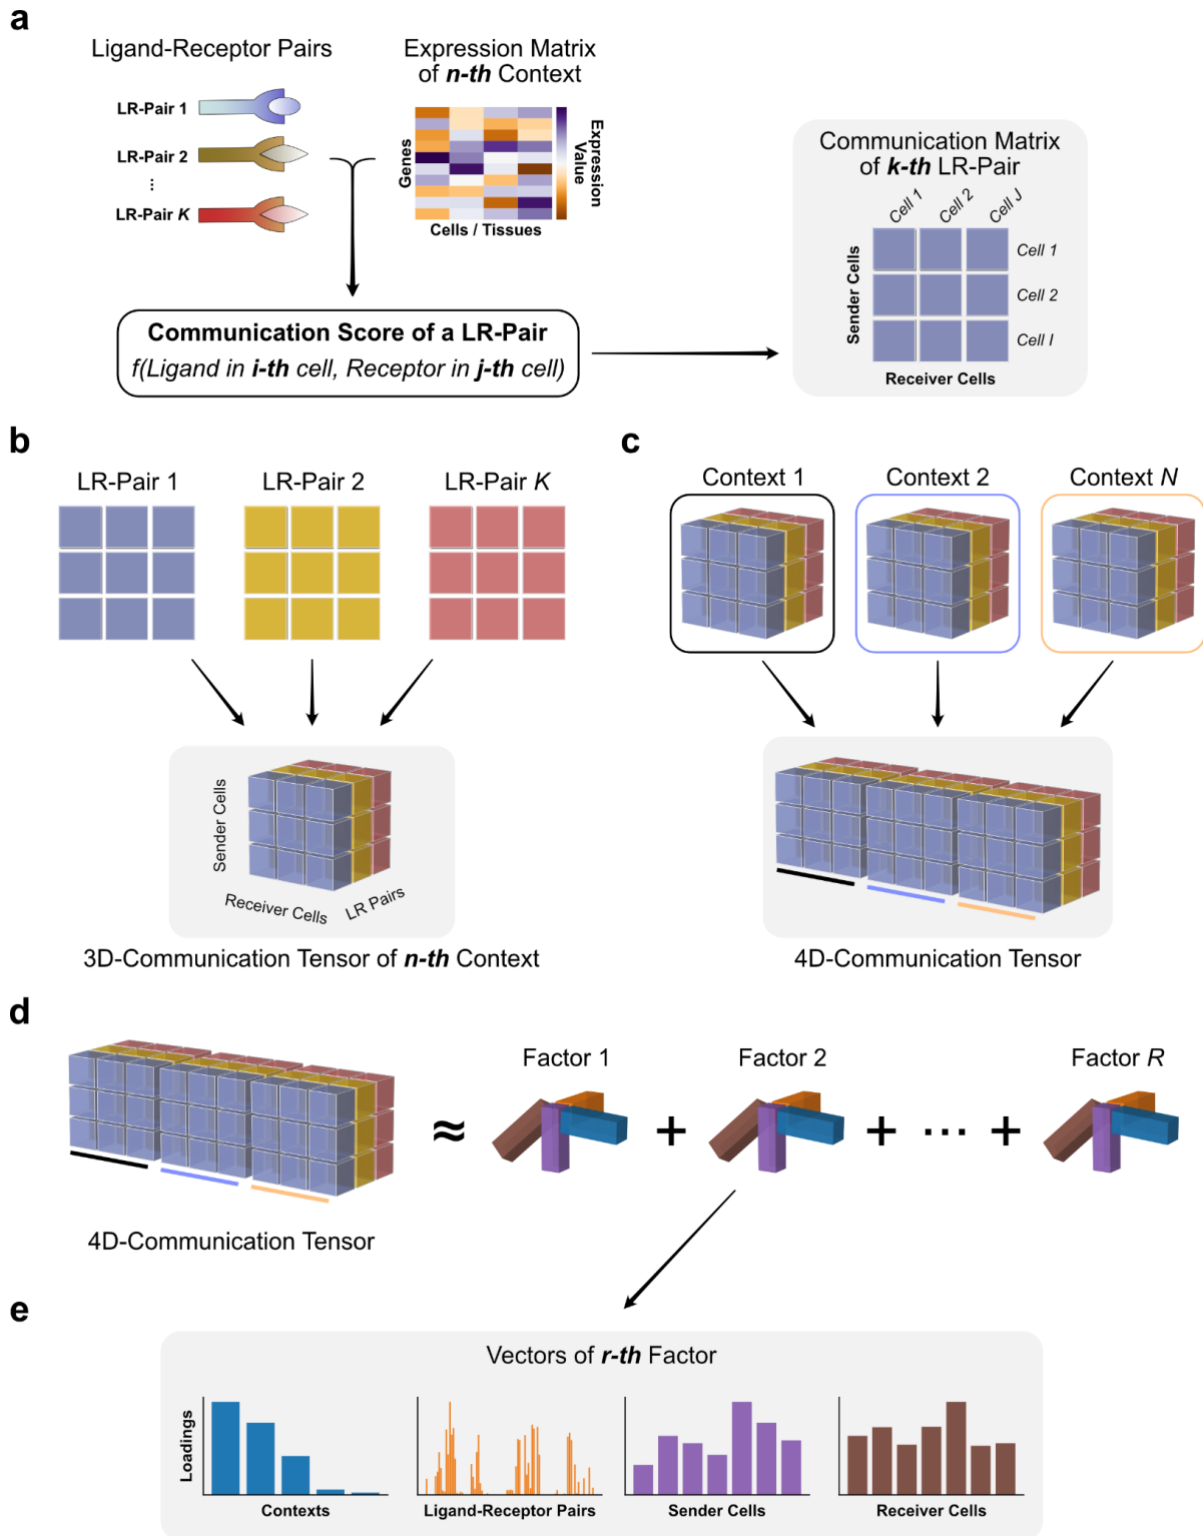 a
Ligand-Receptor Pairs
LR-Pair 1
LR-Pair 2
...
LR-Pair K
Expression Matrix
of n-th Context
Genes
Cells / Tissues
Expression
Value
Communication Score of a LR-Pair
f(Ligand in i-th cell, Receptor in j-th cell)
Communication Matrix
of k-th LR-Pair
Cell 1
Cell 2
Cell J
Sender Cells
Cell 1
Cell 2
Cell I
Receiver Cells
b
LR-Pair 1
LR-Pair 2
LR-Pair K
Sender Cells
Receiver Cells
LR Pairs
3D-Communication Tensor of n-th Context
c
Context 1
Context 2
Context N
4D-Communication Tensor
d
4D-Communication Tensor
≈
Factor 1
+
Factor 2
+ ... +
Factor R
e
Vectors of r-th Factor
Loadings
Contexts
Ligand-Receptor Pairs
Sender Cells
Receiver Cells